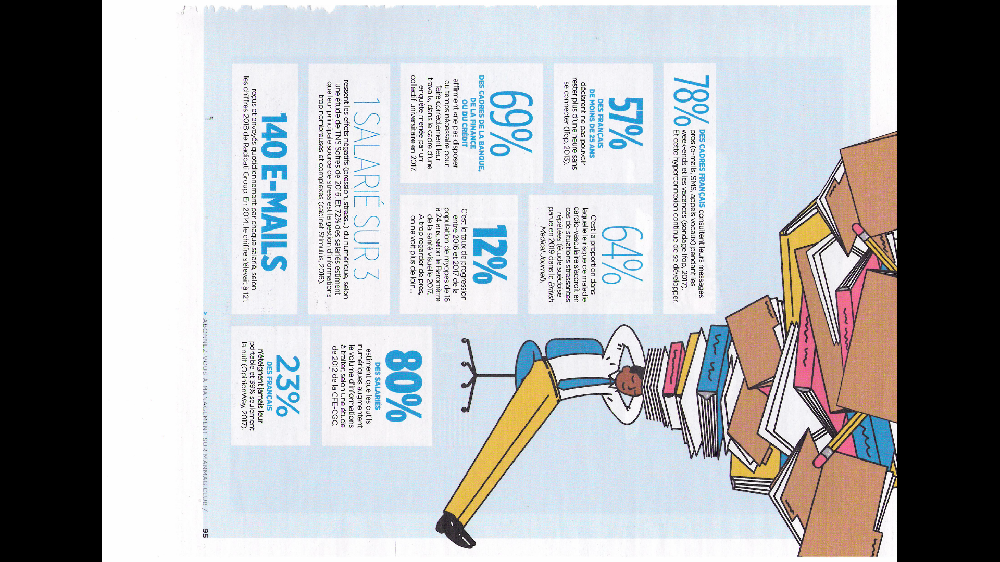 78%
DES CADRES FRANÇAIS consultent leurs messages
pros (e-mails, SMS, appels vocaux) pendant les
week-ends et les vacances (sondage Ifop, 2017).
Et cette hyperconnexion continue de se développer.
57%
DES FRANÇAIS
DE MOINS DE 25 ANS
déclarent ne pas pouvoir
rester plus d'une heure sans
se connecter (Ifop, 2013).
64%
C'est la proportion dans
laquelle le risque de maladie
cardio-vasculaire s'accroît en
cas de situations stressantes
répétées (étude suédoise
parue en 2019 dans le British
Medical Journal).
69%
DES CADRES DE LA BANQUE,
DE LA FINANCE
OU DU CRÉDIT
affirment «ne pas disposer
du temps nécessaire pour
faire correctement leur
travail», dans le cadre d'une
enquête menée par un
collectif universitaire en 2017.
12%
C'est le taux de progression
entre 2016 et 2017 de la
population de myopes de 16
à 24 ans, selon le Baromètre
de la santé visuelle 2017.
A trop regarder de près,
on ne voit plus de loin...
1 SALARIÉ SUR 3
ressent les effets négatifs (pression, stress...) du numérique, selon
une étude de TNS Sofres de 2016. Et 72% des salariés estiment
que leur principale source de stress est la gestion d'informations
trop nombreuses et complexes (cabinet Stimulus, 2016).
80%
DES SALARIÉS
estiment que les outils
numériques augmentent
le volume d'informations
à traiter, selon une étude
de 2012 de la CFE-CGC.
140 E-MAILS
reçus et envoyés quotidiennement par chaque salarié, selon
les chiffres 2018 de Radicati Group. En 2014, le chiffre s'élevait à 121.
23%
DES FRANÇAIS
n'éteignent jamais leur
portable et 39% seulement
la nuit (OpinionWay, 2017).
> ABONNEZ-VOUS À MANAGEMENT SUR MANMAG.CLUB / 95